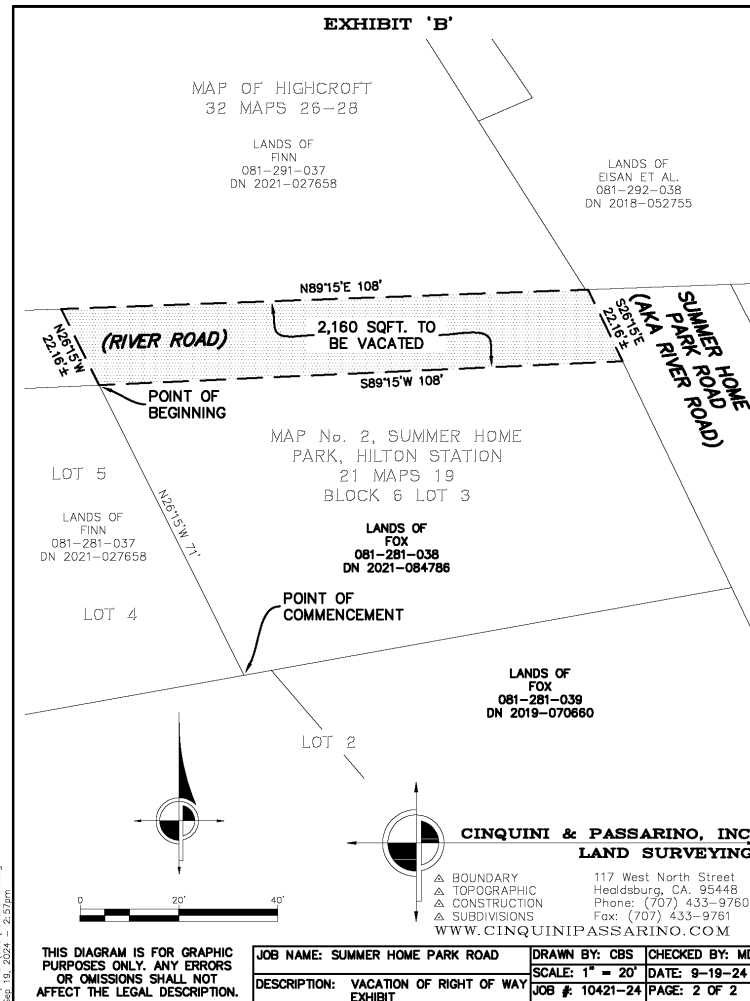 EXHIBIT 'B'
MAP OF HIGHCROFT
32 MAPS 26-28
LANDS OF
FINN
081-291-037
DN 2021-027658
LANDS OF
EISAN ET AL.
081-292-038
DN 2018-052755
N89°15'E 108'
N26°15'W
22.16'±
(RIVER ROAD)
2,160 SQFT. TO
BE VACATED
S26°15'E
22.16'±
SUMMER HOME
PARK ROAD
(AKA RIVER ROAD)
S89°15'W 108'
POINT OF
BEGINNING
MAP No. 2, SUMMER HOME
PARK, HILTON STATION
21 MAPS 19
BLOCK 6 LOT 3
LOT 5
N26°15'W 71'
LANDS OF
FINN
081-281-037
DN 2021-027658
LANDS OF
FOX
081-281-038
DN 2021-084786
LOT 4
POINT OF
COMMENCEMENT
LANDS OF
FOX
081-281-039
DN 2019-070660
LOT 2
CINQUINI & PASSARINO, INC
LAND SURVEYING
△ BOUNDARY
△ TOPOGRAPHIC
△ CONSTRUCTION
△ SUBDIVISIONS
117 West North Street
Healdsburg, CA. 95448
Phone: (707) 433-9760
Fax: (707) 433-9761
WWW.CINQUINIPASSARINO.COM
0 20' 40'
Sep 19, 2024 - 2:57pm
THIS DIAGRAM IS FOR GRAPHIC
PURPOSES ONLY. ANY ERRORS
OR OMISSIONS SHALL NOT
AFFECT THE LEGAL DESCRIPTION.
JOB NAME: SUMMER HOME PARK ROAD
DESCRIPTION: VACATION OF RIGHT OF WAY
EXHIBIT
DRAWN BY: CBS
CHECKED BY: MD
SCALE: 1" = 20'
DATE: 9-19-24
JOB #: 10421-24
PAGE: 2 OF 2